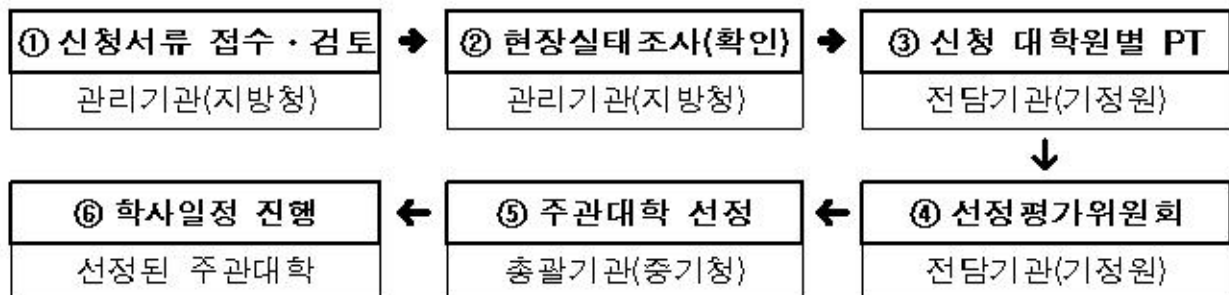 ① 신청서류 접수·검토 → ② 현장실태조사(확인) → ③ 신청 대학원별 PT
관리기관(지방청) 관리기관(지방청) 전담기관(기정원)
↓
⑥ 학사일정 진행 ← ⑤ 주관대학 선정 ← ④ 선정평가위원회
선정된 주관대학 총괄기관(중기청) 전담기관(기정원)